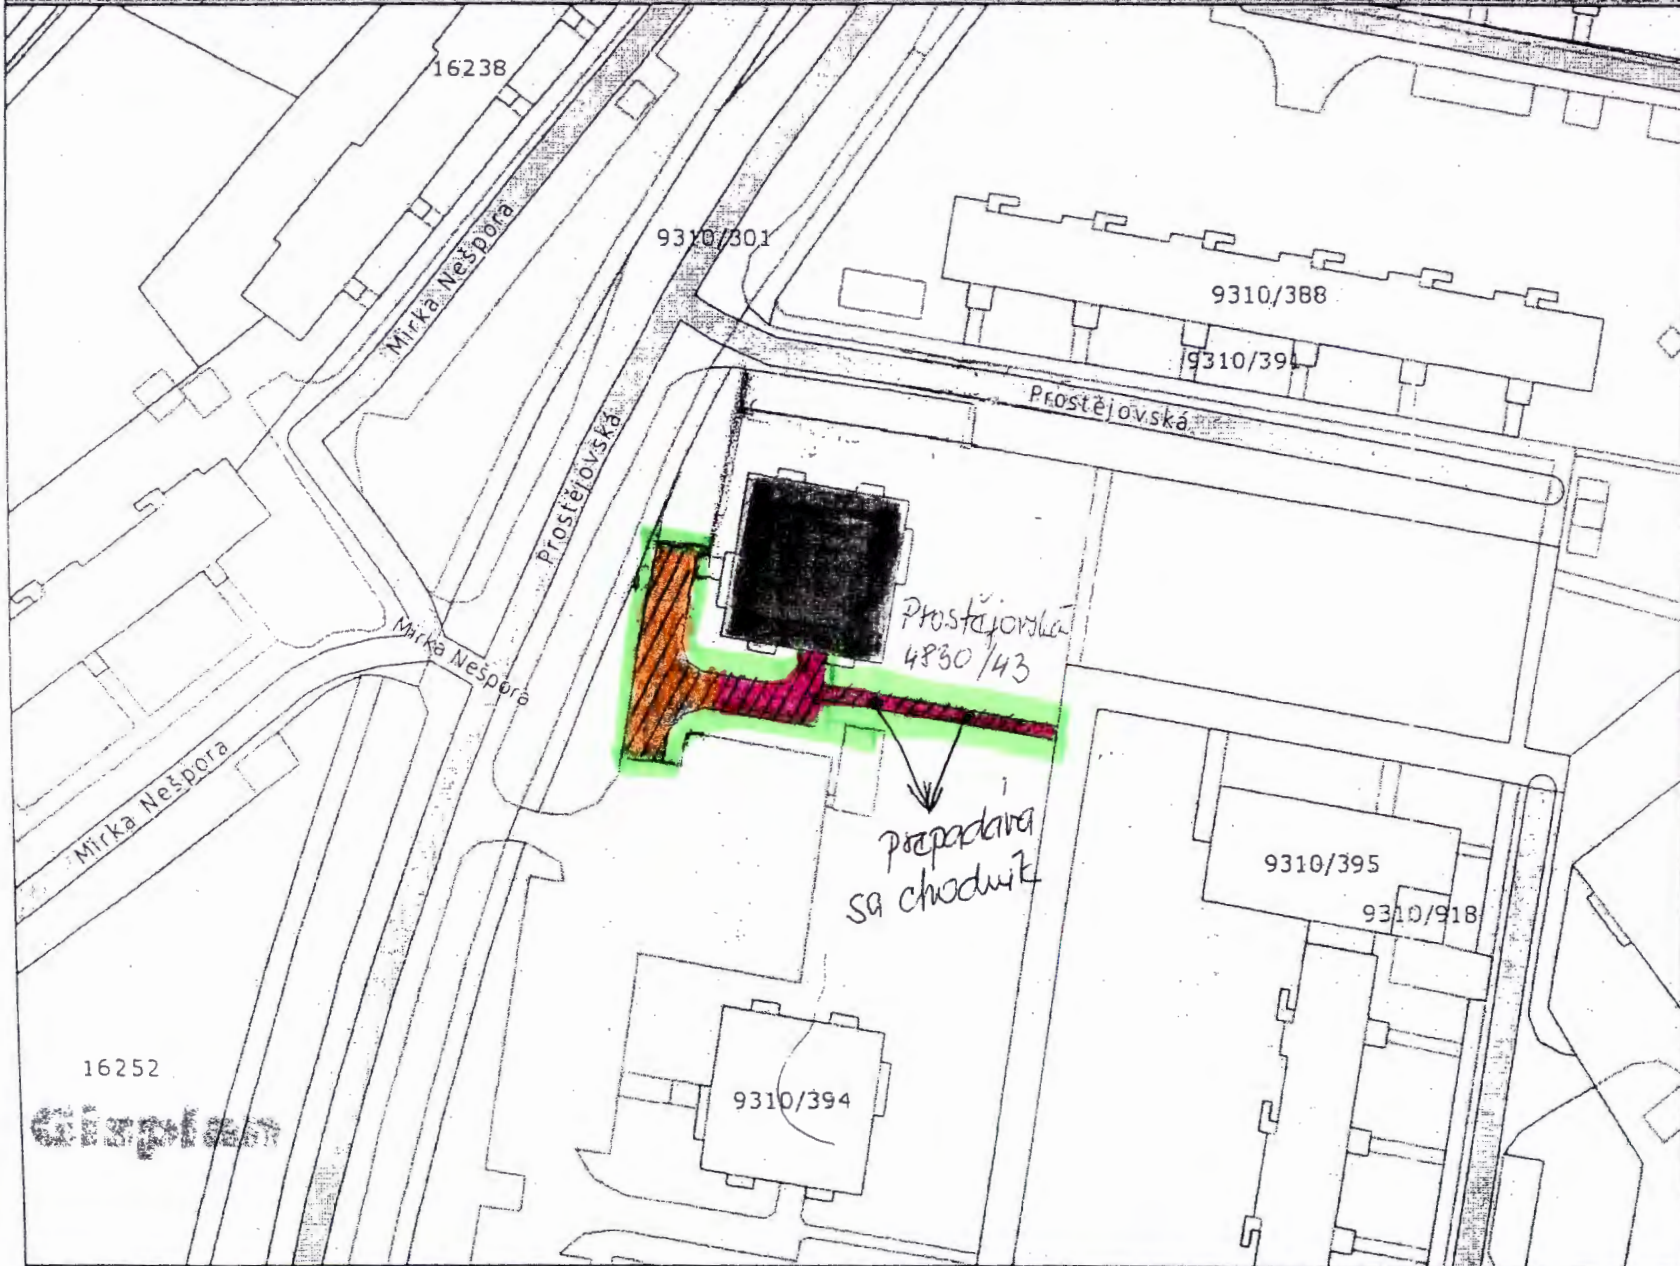 16238
Mirka Nešpora
9310/301
9310/388
9310/391
Prostějovská
Prostějovská
Mirka Nešpora
Prostějovská
4830/43
Mirka Nešpora
prepadáva
sa chodník
9310/395
9310/918
16252
Gisplan
9310/394